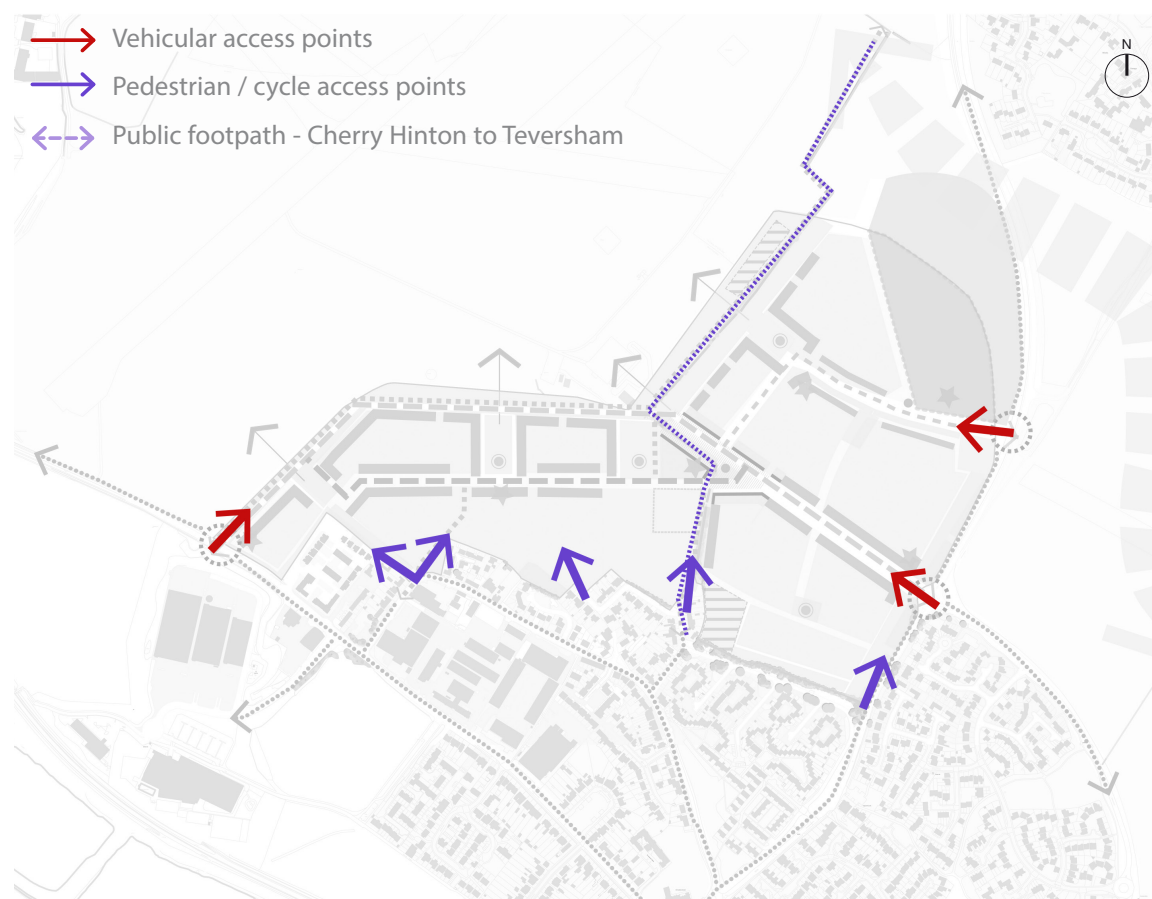 Vehicular access points
N
Pedestrian / cycle access points
Public footpath - Cherry Hinton to Teversham